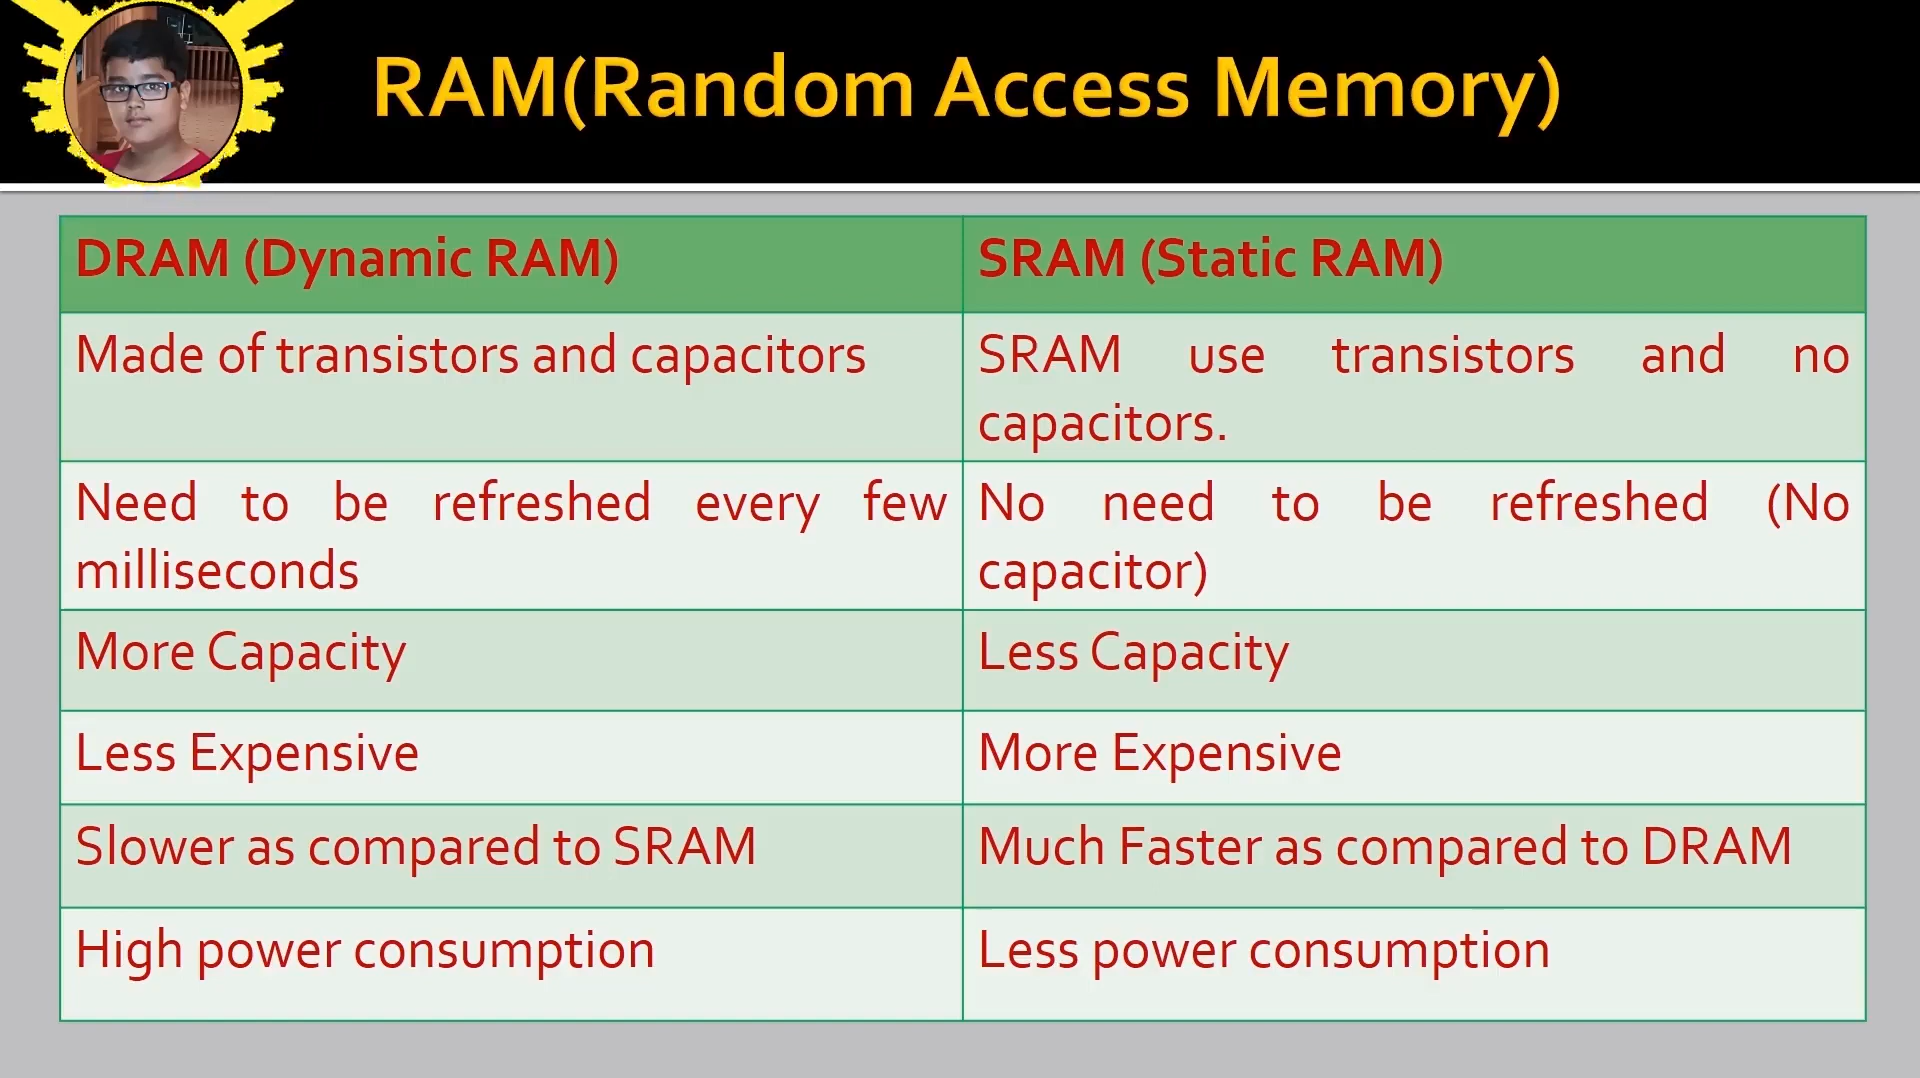 RAM(Random Access Memory)
DRAM (Dynamic RAM)
SRAM (Static RAM)
Made of transistors and capacitors
SRAM use transistors and no
capacitors.
Need to be refreshed every few
milliseconds
No need to be refreshed (No
capacitor)
More Capacity
Less Capacity
Less Expensive
More Expensive
Slower as compared to SRAM
Much Faster as compared to DRAM
High power consumption
Less power consumption